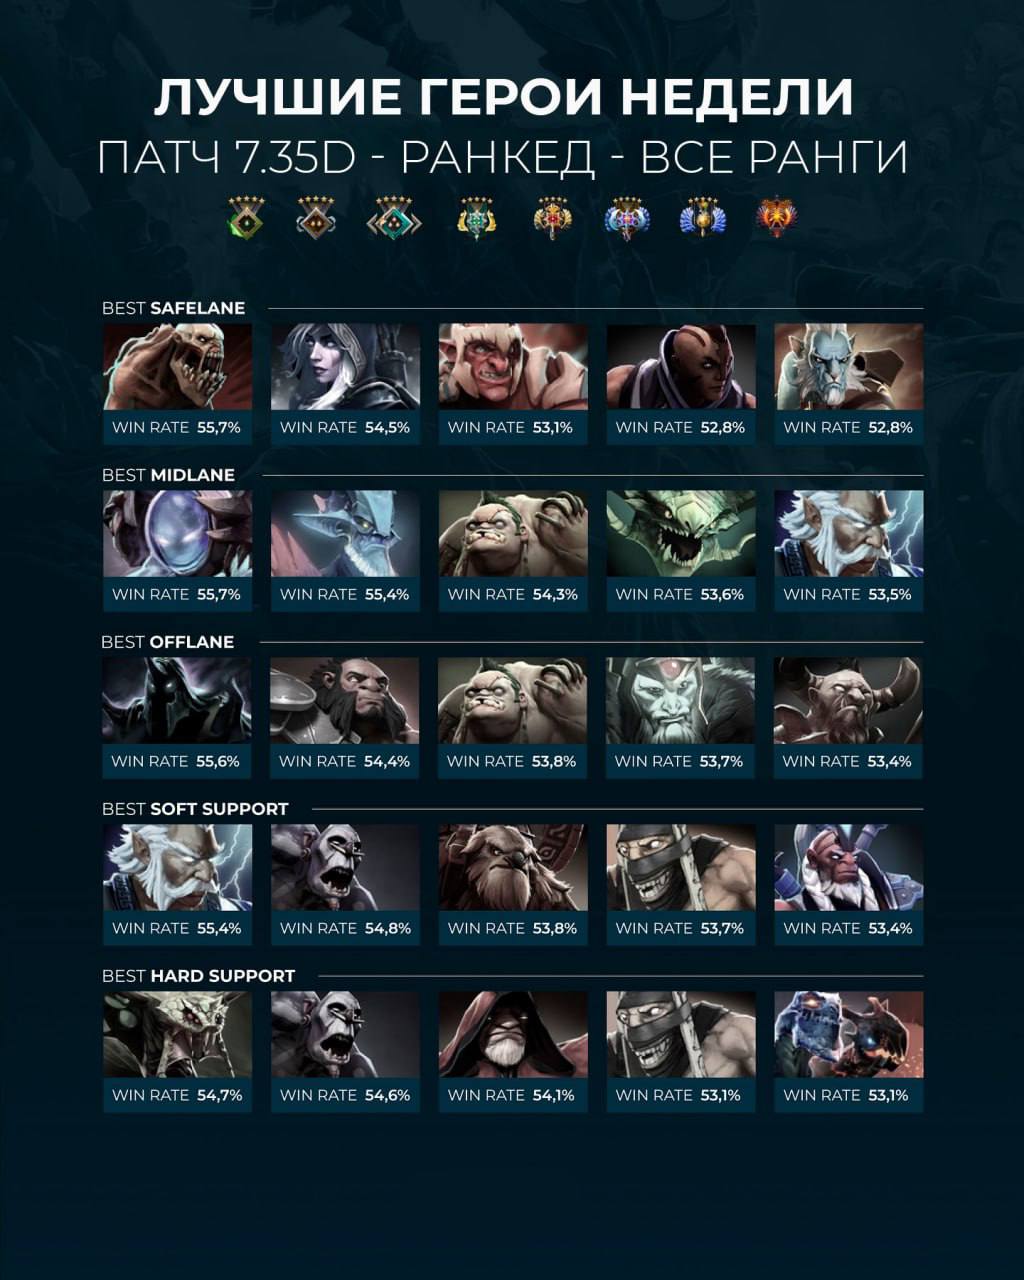 ЛУЧШИЕ ГЕРОИ НЕДЕЛИ
ПАТЧ 7.35D - РАНКЕД - ВСЕ РАНГИ
BEST SAFELANE
WIN RATE 55,7% WIN RATE 54,5% WIN RATE 53,1% WIN RATE 52,8% WIN RATE 52,8%
BEST MIDLANE
WIN RATE 55,7% WIN RATE 55,4% WIN RATE 54,3% WIN RATE 53,6% WIN RATE 53,5%
BEST OFFLANE
WIN RATE 55,6% WIN RATE 54,4% WIN RATE 53,8% WIN RATE 53,7% WIN RATE 53,4%
BEST SOFT SUPPORT
WIN RATE 55,4% WIN RATE 54,8% WIN RATE 53,8% WIN RATE 53,7% WIN RATE 53,4%
BEST HARD SUPPORT
WIN RATE 54,7% WIN RATE 54,6% WIN RATE 54,1% WIN RATE 53,1% WIN RATE 53,1%